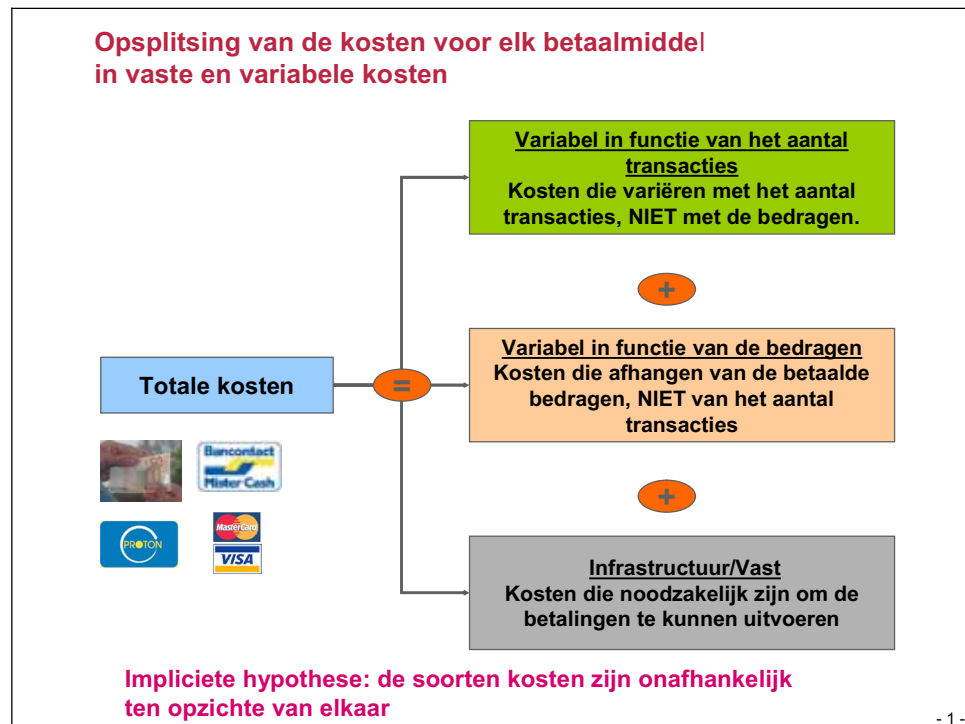 Opsplitsing van de kosten voor elk betaalmiddel
in vaste en variabele kosten
Variabel in functie van het aantal
transacties
Kosten die variëren met het aantal
transacties, NIET met de bedragen.
+
Variabel in functie van de bedragen
Kosten die afhangen van de betaalde
bedragen, NIET van het aantal
transacties
Totale kosten
=
+
Bancontact
Mister Cash
PROTON
MasterCard
VISA
Infrastructuur/Vast
Kosten die noodzakelijk zijn om de
betalingen te kunnen uitvoeren
Impliciete hypothese: de soorten kosten zijn onafhankelijk
ten opzichte van elkaar
- 1 -